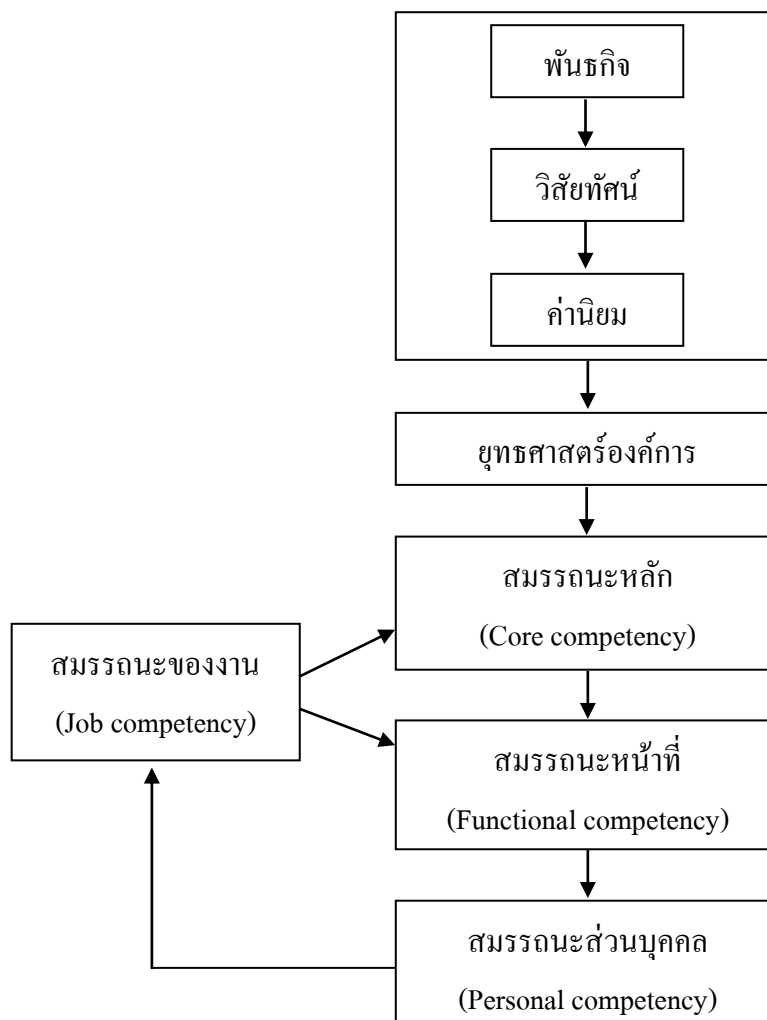 พันธกิจ
วิสัยทัศน์
ค่านิยม
ยุทธศาสตร์องค์การ
สมรรถนะหลัก
(Core competency)
สมรรถนะของงาน
(Job competency)
สมรรถนะหน้าที่
(Functional competency)
สมรรถนะส่วนบุคคล
(Personal competency)